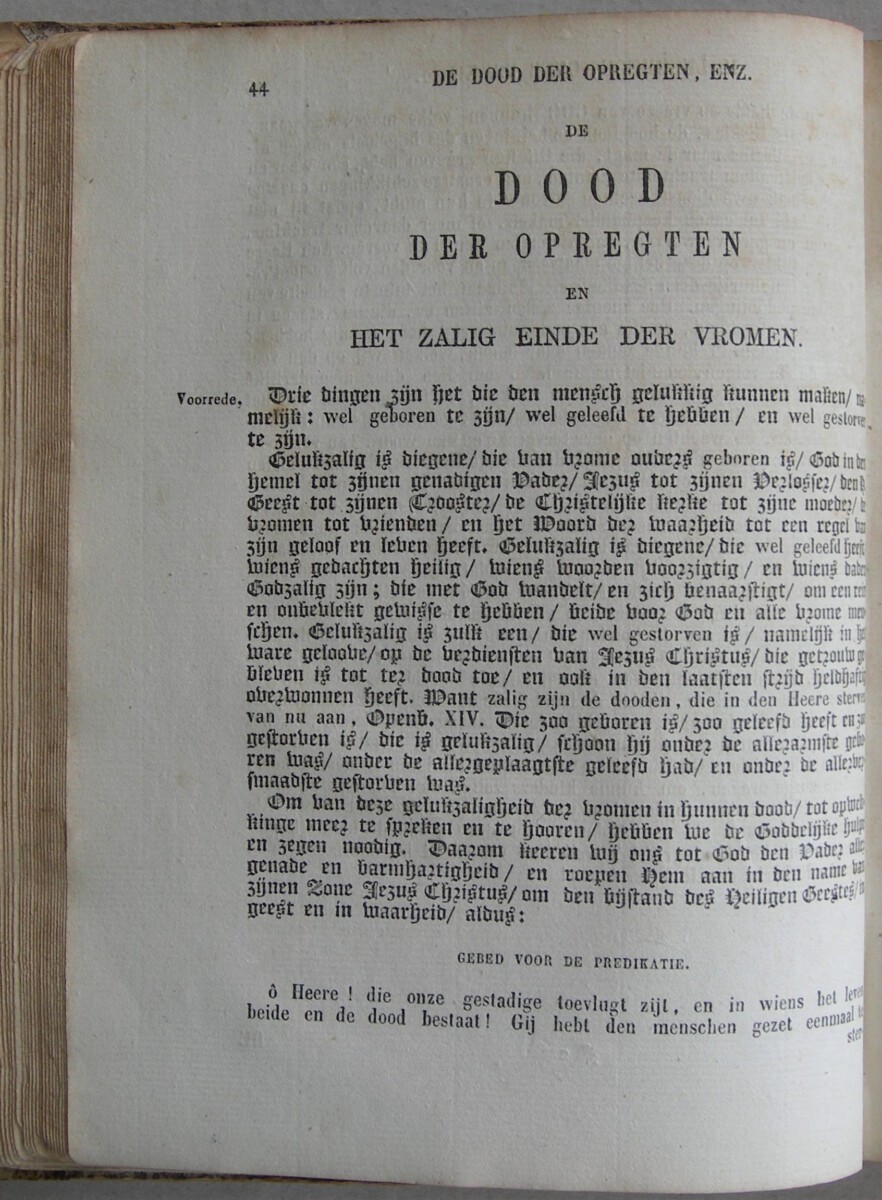 44
DE DOOD DER OPREGTEN, ENZ.
DE
DOOD
DER OPREGTEN
EN
HET ZALIG EINDE DER VROMEN.
Voorrede. Drie dingen zijn het die den mensch gelukkig kunnen maken/ na
melijk: wel geboren te zijn/ wel geleefd te hebben/ en wel gestorve
te zijn.
Gelukzalig is diegene/ die van vrome ouders geboren is/ God in den
hemel tot zijnen genadigen Vader/ Jezus tot zijnen Verlosser/ den
Geest tot zijnen Trooster/ de Christelijke kerke tot zijne moeder/ d
vromen tot vrienden/ en het Woord der waarheid tot een regel van
zijn geloof en leven heeft. Gelukzalig is diegene/ die wel geleefd heeft
wiens gedachten heilig/ wiens woorden voorzigtig/ en wiens daden
Godzalig zijn; die met God wandelt/ en zich benaarstigt/ om een
en onbevlekt gewisse te hebben/ beide voor God en alle vrome men
schen. Gelukzalig is zulk een/ die wel gestorven is/ namelijk in h
ware geloove/ op de verdiensten van Jezus Christus/ die getrouw ge
bleven is tot ter dood toe/ en ook in den laatsten strijd heldhaftig
overwonnen heeft. Want zalig zijn de dooden, die in den Heere sterve
van nu aan, Openb. XIV. Die zoo geboren is/ zoo geleefd heeft en zo
gestorven is/ die is gelukzalig/ schoon hij onder de allerarmste gebo
ren was/ onder de allergeplaagtste geleefd had/ en onder de allerver
smaadste gestorven was.
Om van deze gelukzaligheid der vromen in hunnen dood/ tot opwek
kinge meer te spreken en te hooren/ hebben we de Goddelijke hulp
en zegen noodig. Daarom keeren wij ons tot God den Vader alle
genade en barmhartigheid/ en roepen Hem aan in den name van
zijnen Zone Jezus Christus/ om den bijstand des Heiligen Geestes/ in
geest en in waarheid/ aldus:
GEBED VOOR DE PREDIKATIE.
ô Heere! die onze gestadige toevlugt zijt, en in wiens het leven
beide en de dood bestaat! Gij hebt den menschen gezet eenmaal te
ster